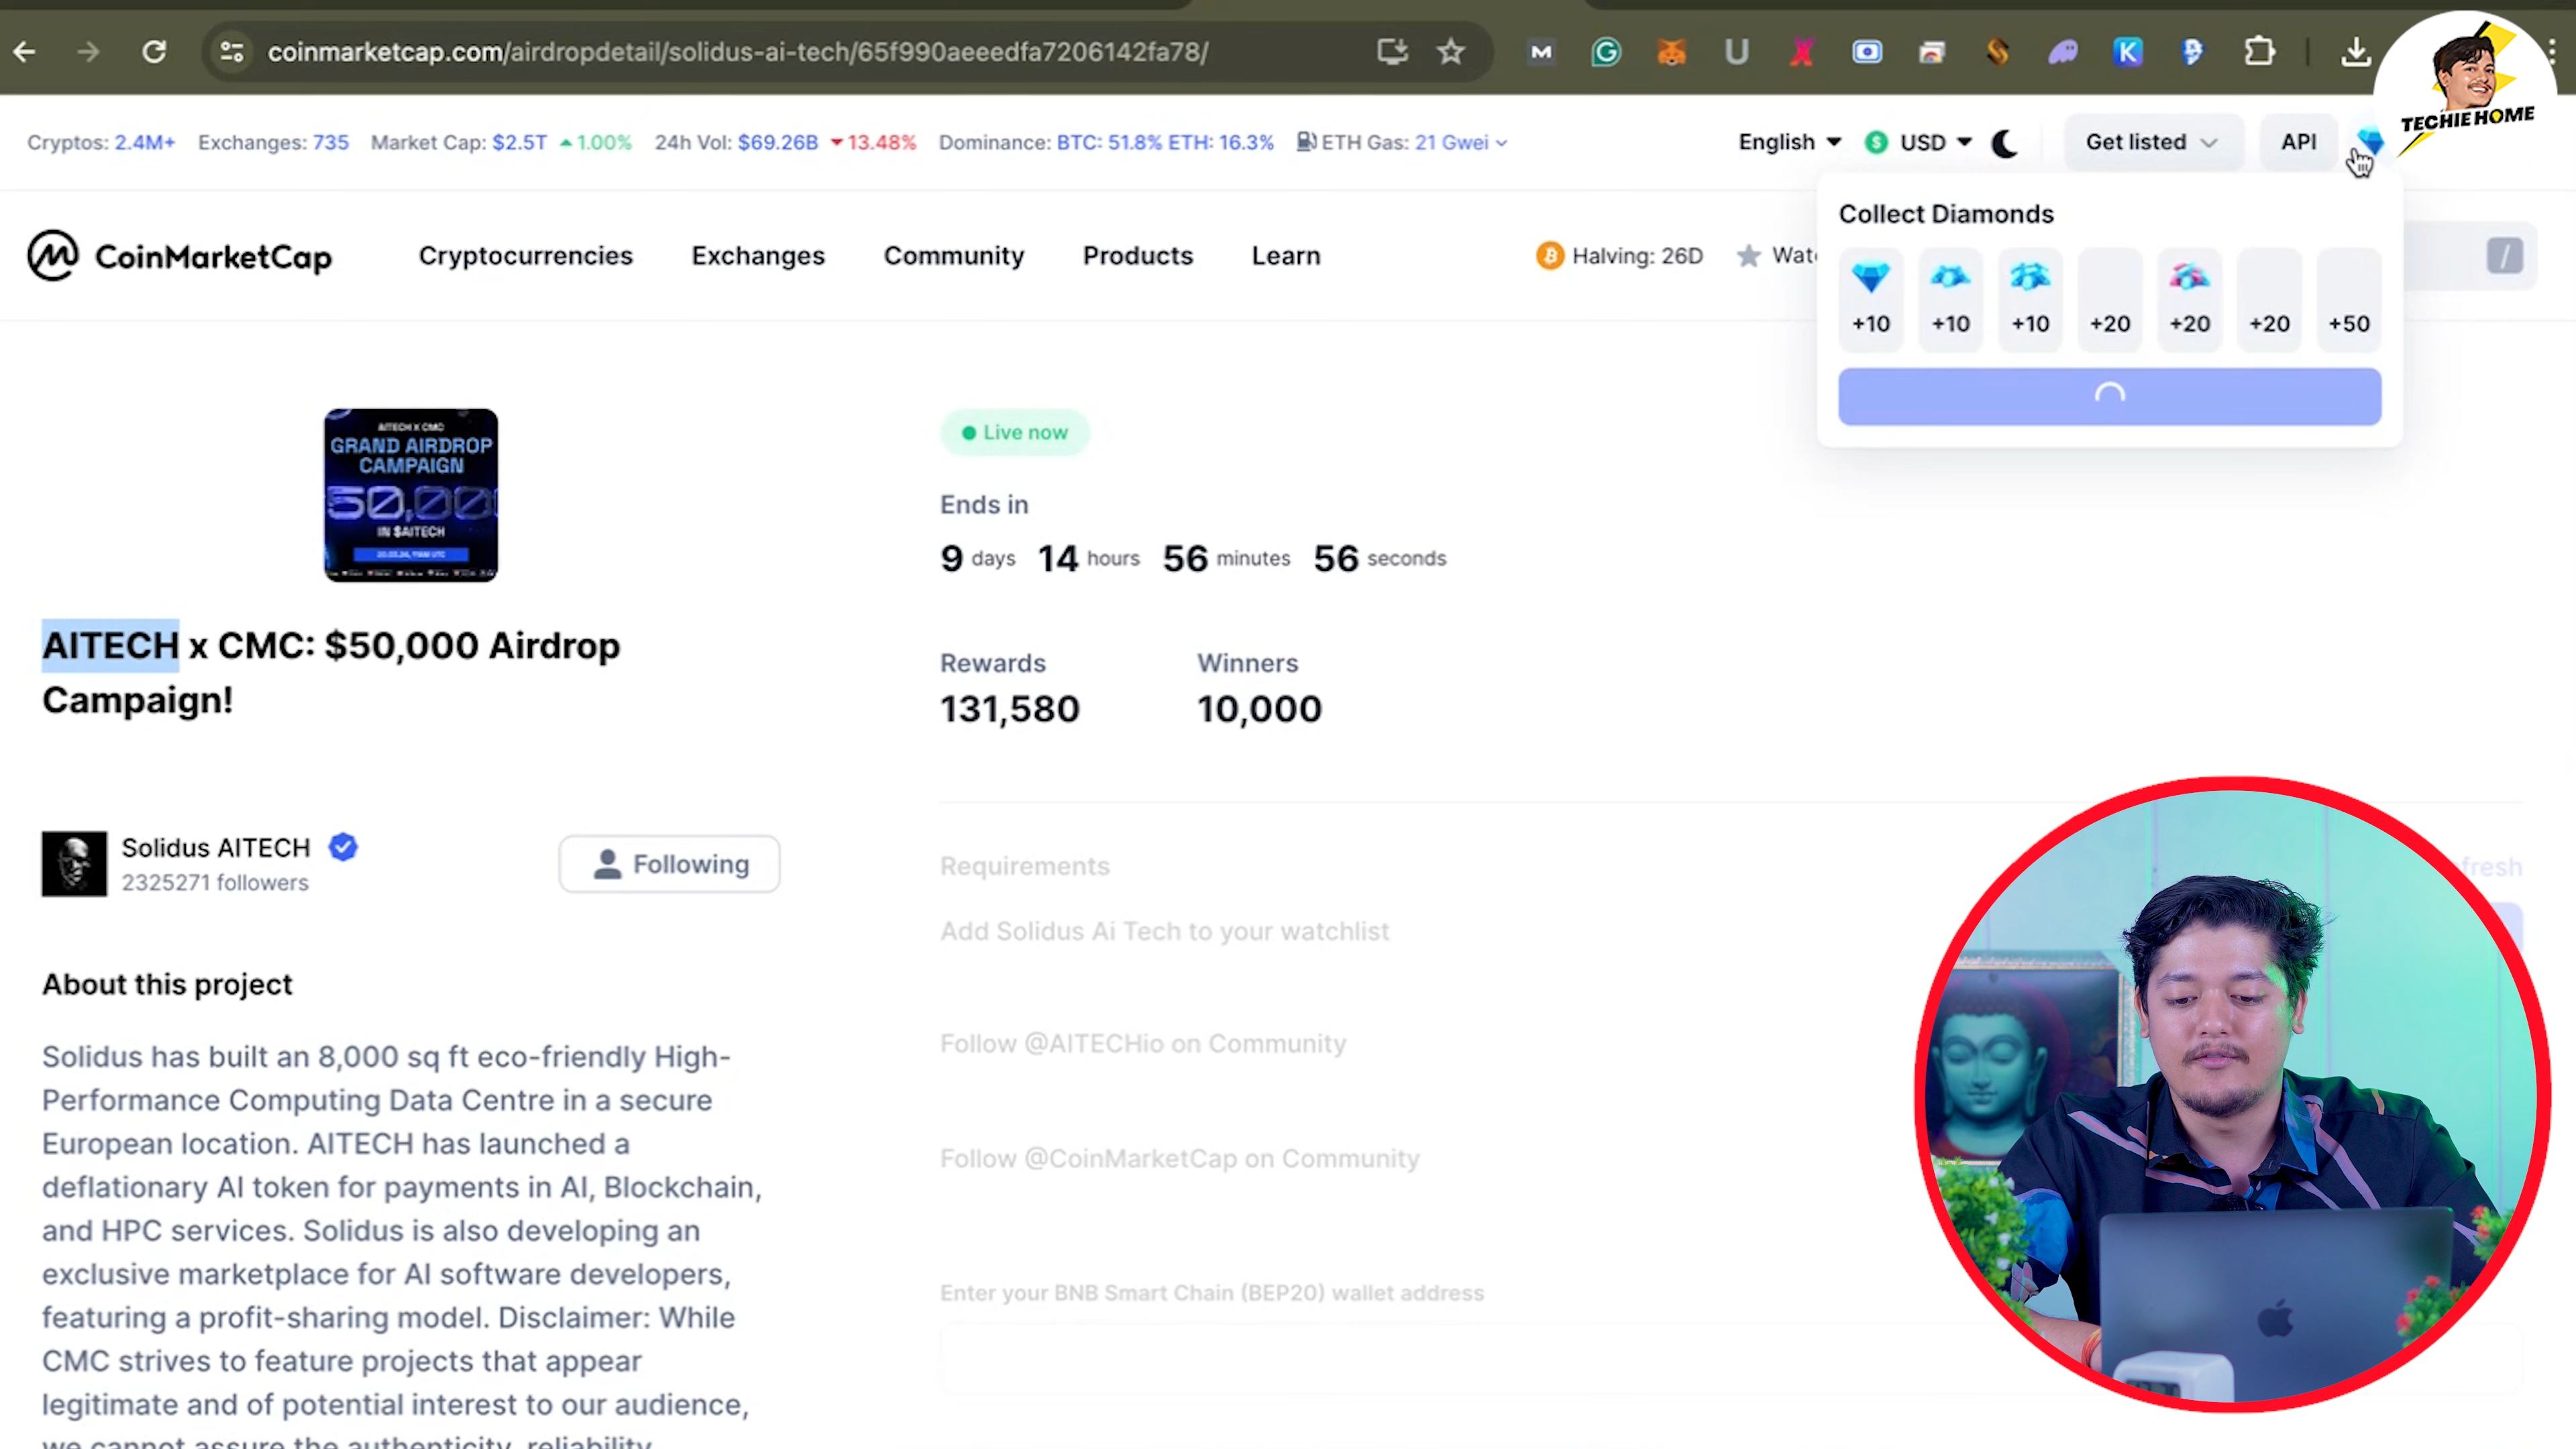 coinmarketcap.com/airdropdetail/solidus-ai-tech/65f990aeeedfa7206142fa78/
TECHIE HOME
Cryptos: 2.4M+ Exchanges: 735 Market Cap: $2.5T 1.00% 24h Vol: $69.26B 13.48% Dominance: BTC: 51.8% ETH: 16.3% ETH Gas: 21 Gwei
English USD Get listed API
CoinMarketCap Cryptocurrencies Exchanges Community Products Learn Halving: 26D /
Collect Diamonds
+10 +10 +10 +20 +20 +20 +50
AITECH X CMC
GRAND AIRDROP
CAMPAIGN
IN $AITECH
AITECH x CMC: $50,000 Airdrop
Campaign!
Solidus AITECH
2325271 followers
Following
About this project
Solidus has built an 8,000 sq ft eco-friendly High-
Performance Computing Data Centre in a secure
European location. AITECH has launched a
deflationary AI token for payments in AI, Blockchain,
and HPC services. Solidus is also developing an
exclusive marketplace for AI software developers,
featuring a profit-sharing model. Disclaimer: While
CMC strives to feature projects that appear
legitimate and of potential interest to our audience,
we cannot assure the authenticity, reliability
Live now
Ends in
9 days 14 hours 56 minutes 56 seconds
Rewards Winners
131,580 10,000
Requirements
Add Solidus Ai Tech to your watchlist
Follow @AITECHio on Community
Follow @CoinMarketCap on Community
Enter your BNB Smart Chain (BEP20) wallet address